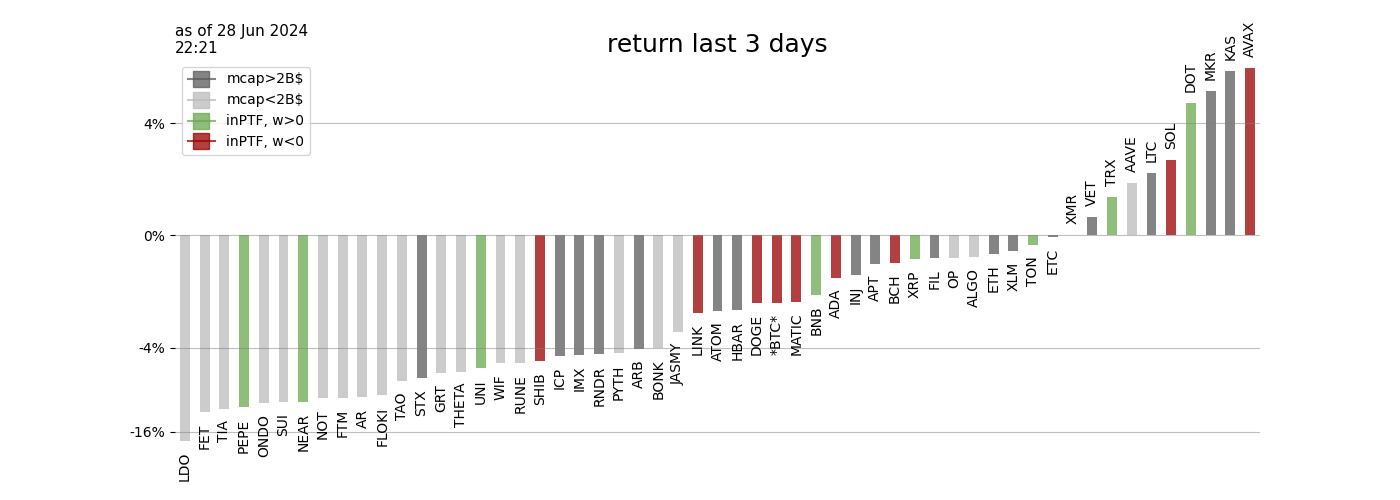 as of 28 Jun 2024
22:21
return last 3 days
mcap>2B$
mcap<2B$
inPTF, w>0
inPTF, w<0
4%
0%
-4%
-16%
LDO
FET
TIA
PEPE
ONDO
SUI
NEAR
NOT
FTM
AR
FLOKI
TAO
STX
GRT
THETA
UNI
WIF
RUNE
SHIB
ICP
IMX
RNDR
PYTH
ARB
BONK
JASMY
LINK
ATOM
HBAR
DOGE
*BTC*
MATIC
BNB
ADA
INJ
APT
BCH
XRP
FIL
OP
ALGO
ETH
XLM
TON
ETC
XMR
VET
TRX
AAVE
LTC
SOL
DOT
MKR
KAS
AVAX